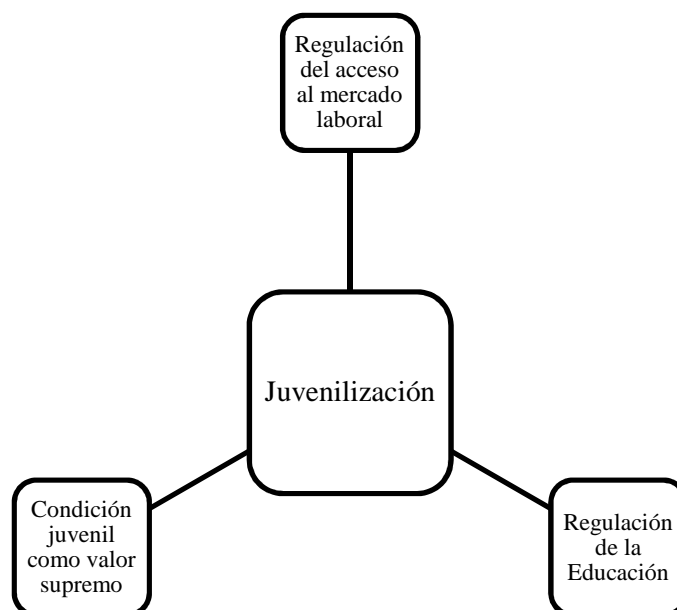 Regulación
del acceso
al mercado
laboral
Juvenilización
Condición
juvenil
como valor
supremo
Regulación
de la
Educación